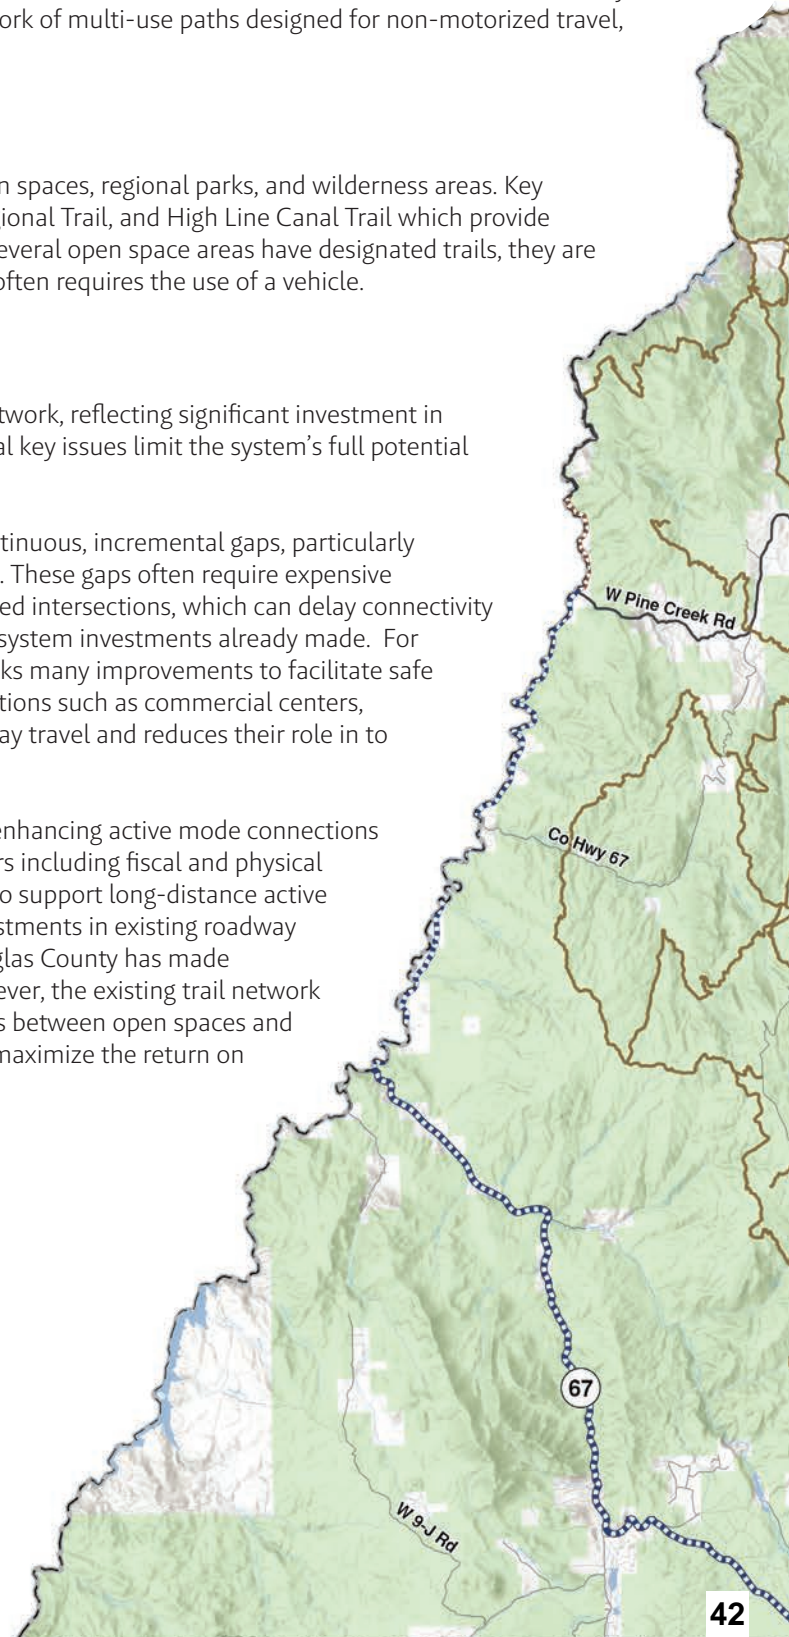 ork of multi-use paths designed for non-motorized travel,
n spaces, regional parks, and wilderness areas. Key
gional Trail, and High Line Canal Trail which provide
everal open space areas have designated trails, they are
often requires the use of a vehicle.
twork, reflecting significant investment in
al key issues limit the system's full potential
tinuous, incremental gaps, particularly
. These gaps often require expensive
ed intersections, which can delay connectivity
system investments already made. For
ks many improvements to facilitate safe
tions such as commercial centers,
ay travel and reduces their role in to
enhancing active mode connections
rs including fiscal and physical
o support long-distance active
estments in existing roadway
glas County has made
ever, the existing trail network
s between open spaces and
maximize the return on
W Pine Creek Rd
Co Hwy 67
67
W 9-J Rd
42